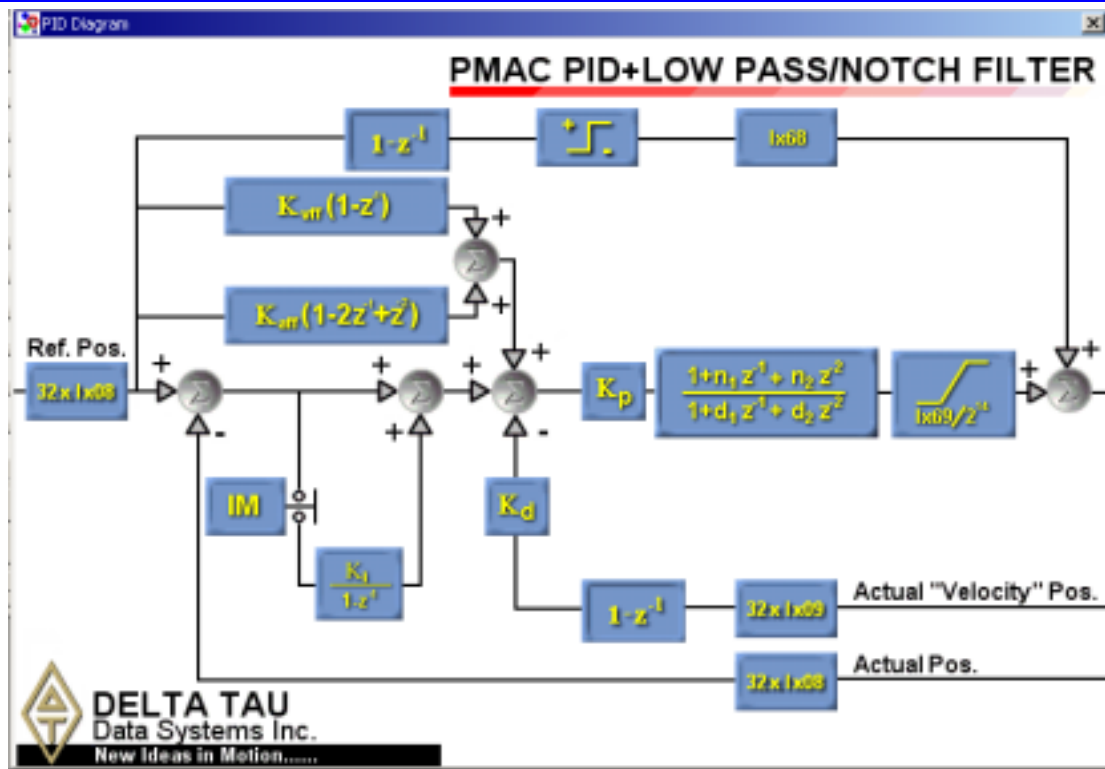 PID Diagram
PMAC PID+LOW PASS/NOTCH FILTER
1-z⁻¹
+
-
Ix68
Kvff(1-z⁻¹)
+
Σ
+
Kaff(1-2z⁻¹+z⁻²)
Ref. Pos.
32 x Ix08
+
Σ
-
+
Σ
+
+
+
Σ
-
Kp
1+n₁z⁻¹+n₂z⁻²
1+d₁z⁻¹+d₂z⁻²
Ix69/2
+
+
Σ
IM
Kd
KI
1-z⁻¹
1-z⁻¹
32 x Ix09
Actual "Velocity" Pos.
32 x Ix08
Actual Pos.
DELTA TAU
Data Systems Inc.
New Ideas in Motion......